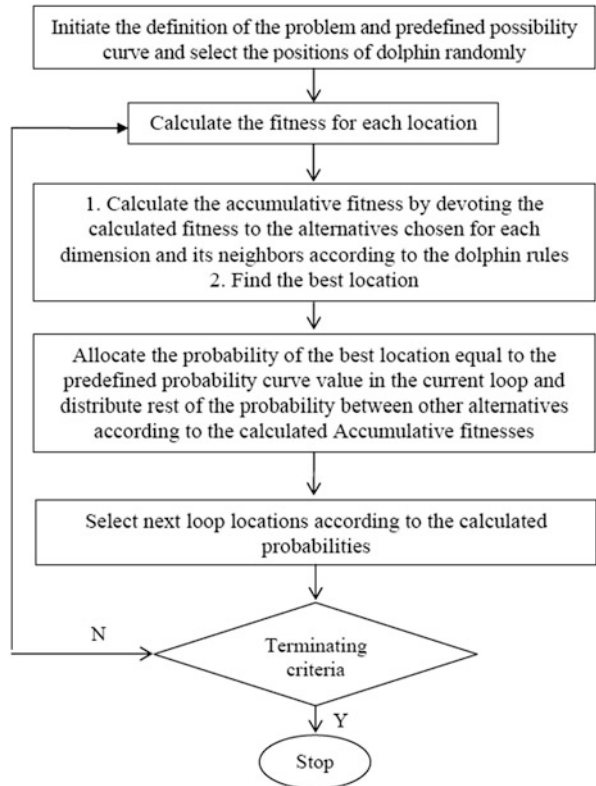 Initiate the definition of the problem and predefined possibility
curve and select the positions of dolphin randomly
Calculate the fitness for each location
1. Calculate the accumulative fitness by devoting the
calculated fitness to the alternatives chosen for each
dimension and its neighbors according to the dolphin rules
2. Find the best location
Allocate the probability of the best location equal to the
predefined probability curve value in the current loop and
distribute rest of the probability between other alternatives
according to the calculated Accumulative fitnesses
Select next loop locations according to the calculated
probabilities
N
Terminating
criteria
Y
Stop